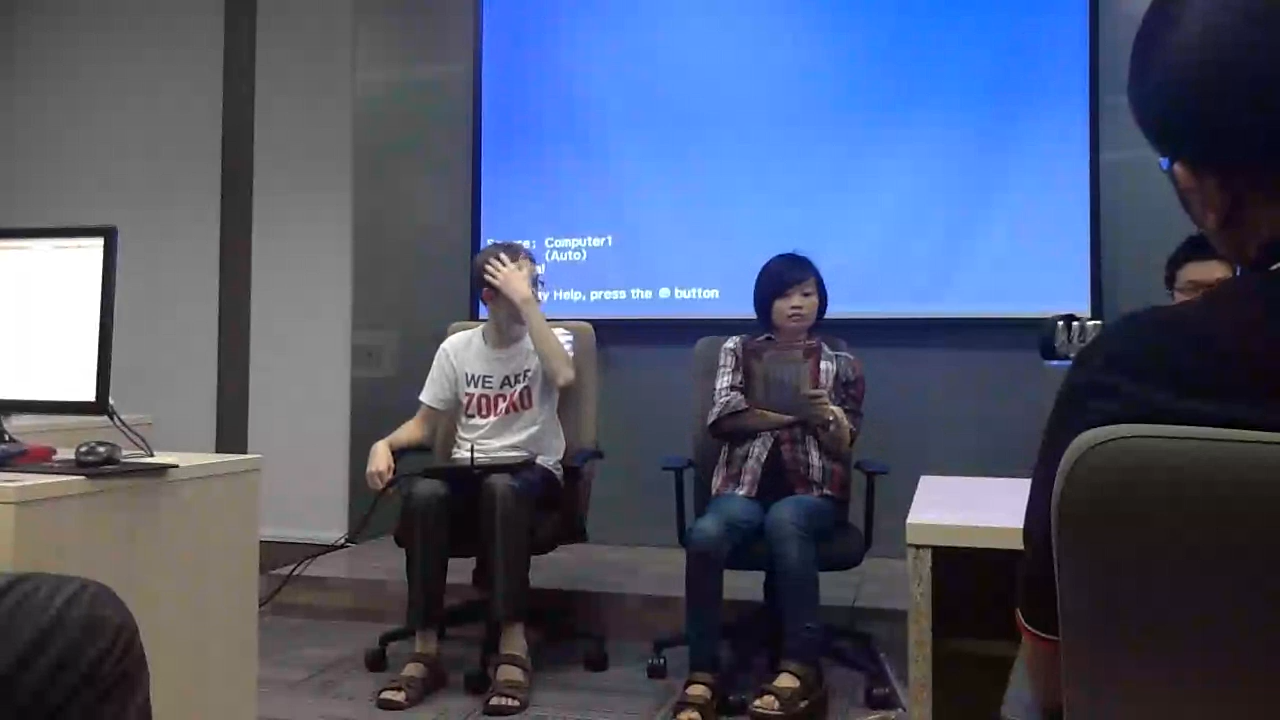 Computer1
(Auto)
Help, press the button
WE ARE
ZOCKO